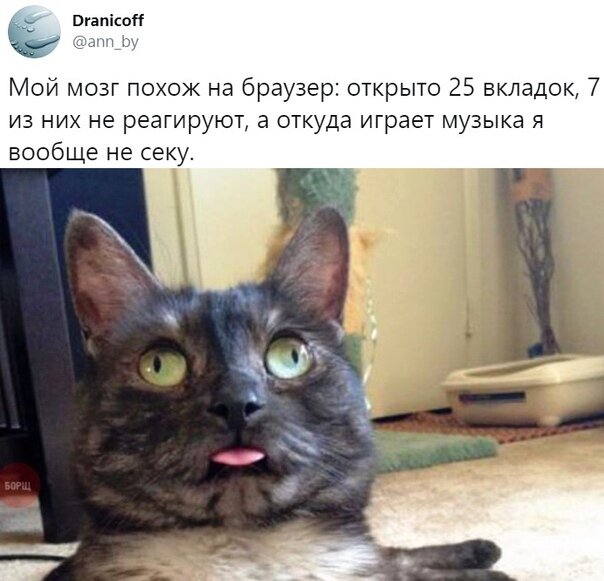 Dranicoff
@ann_by
Мой мозг похож на браузер: открыто 25 вкладок, 7
из них не реагируют, а откуда играет музыка я
вообще не секу.
БОРЩ